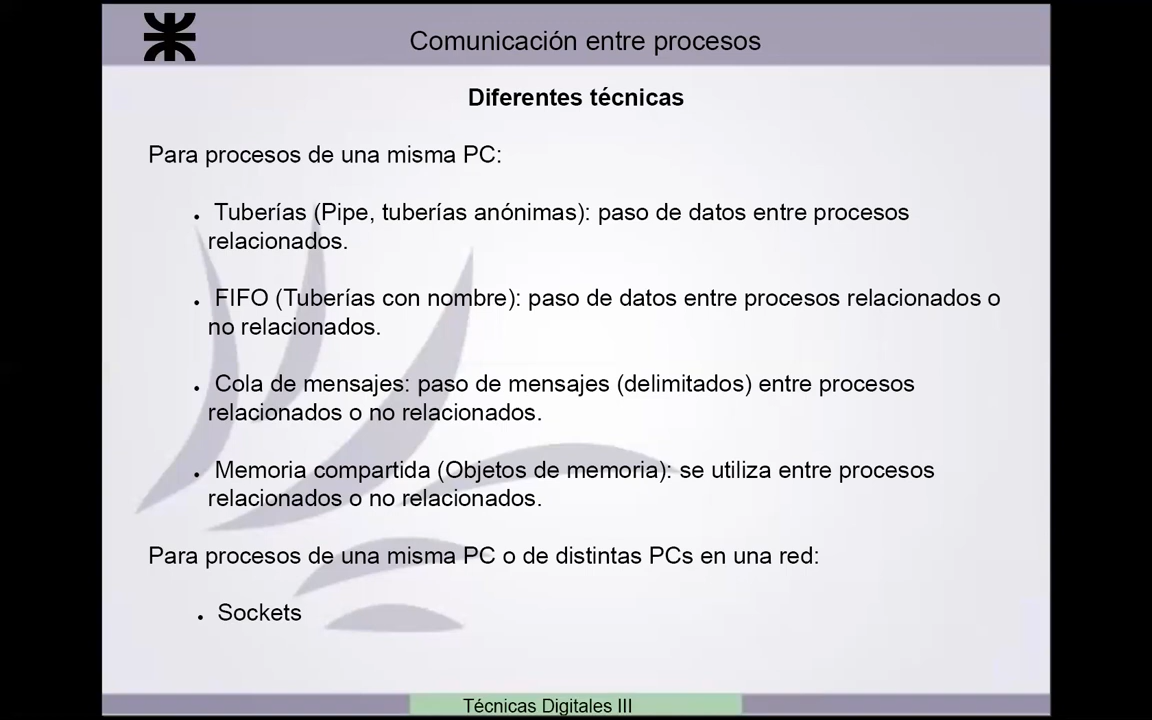 Comunicación entre procesos
Diferentes técnicas
Para procesos de una misma PC:
• Tuberías (Pipe, tuberías anónimas): paso de datos entre procesos
relacionados.
• FIFO (Tuberías con nombre): paso de datos entre procesos relacionados o
no relacionados.
• Cola de mensajes: paso de mensajes (delimitados) entre procesos
relacionados o no relacionados.
• Memoria compartida (Objetos de memoria): se utiliza entre procesos
relacionados o no relacionados.
Para procesos de una misma PC o de distintas PCs en una red:
• Sockets
Técnicas Digitales III